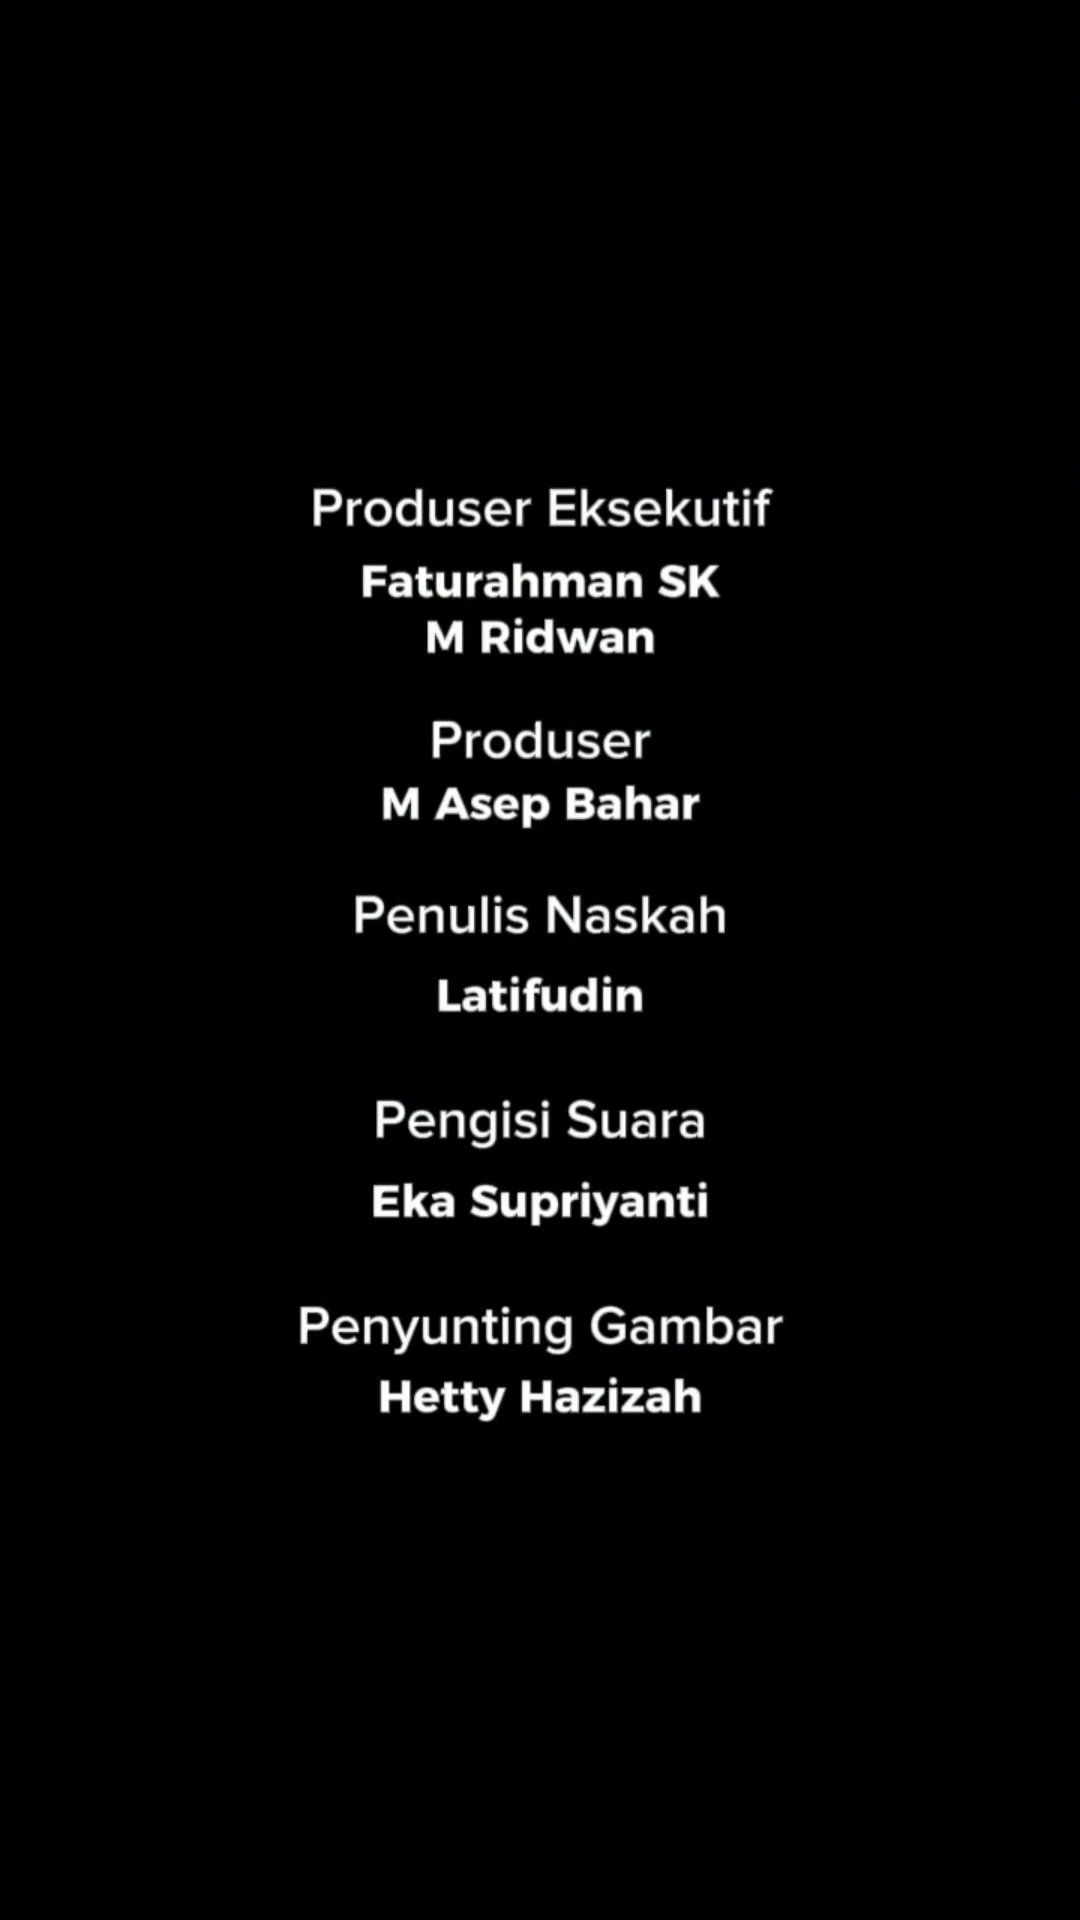 Produser Eksekutif
Faturahman SK
M Ridwan
Produser
M Asep Bahar
Penulis Naskah
Latifudin
Pengisi Suara
Eka Supriyanti
Penyunting Gambar
Hetty Hazizah